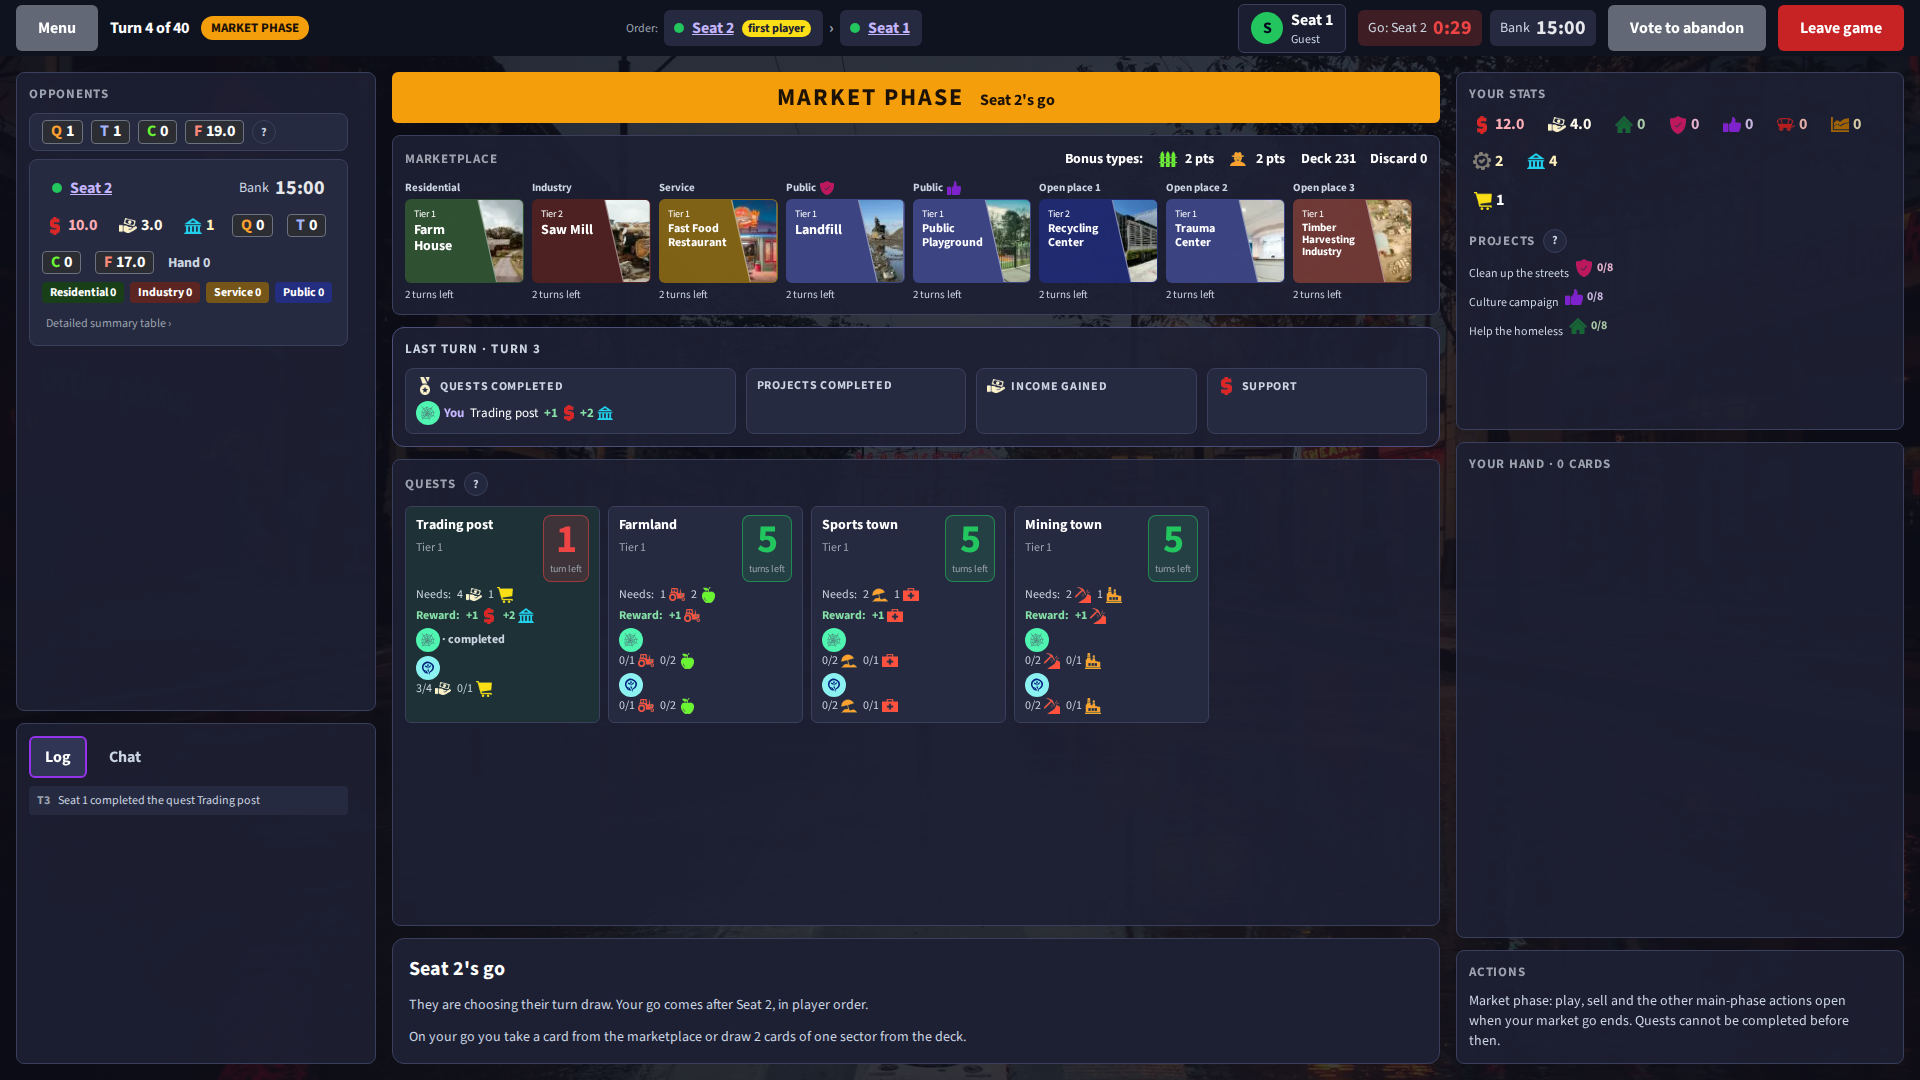 Menu
Turn 4 of 40
MARKET PHASE
Order:
Seat 2 first player › Seat 1
S
Seat 1
Guest
Go: Seat 2 0:29
Bank 15:00
Vote to abandon
Leave game
OPPONENTS
Q 1 T 1 C 0 F 19.0 ?
Seat 2
Bank 15:00
10.0 3.0 1 Q 0 T 0
C 0 F 17.0 Hand 0
Residential 0 Industry 0 Service 0 Public 0
Detailed summary table ›
Log
Chat
T3 Seat 1 completed the quest Trading post
MARKET PHASE Seat 2's go
MARKETPLACE
Bonus types: 2 pts 2 pts Deck 231 Discard 0
Residential
Tier 1
Farm House
2 turns left
Industry
Tier 2
Saw Mill
2 turns left
Service
Tier 1
Fast Food Restaurant
2 turns left
Public
Tier 1
Landfill
2 turns left
Public
Tier 1
Public Playground
2 turns left
Open place 1
Tier 2
Recycling Center
2 turns left
Open place 2
Tier 1
Trauma Center
2 turns left
Open place 3
Tier 1
Timber Harvesting Industry
2 turns left
LAST TURN · TURN 3
QUESTS COMPLETED
You Trading post +1 +2
PROJECTS COMPLETED
INCOME GAINED
SUPPORT
QUESTS ?
Trading post
Tier 1
1
turn left
Needs: 4 1
Reward: +1 +2
· completed
3/4 0/1
Farmland
Tier 1
5
turns left
Needs: 1 2
Reward: +1
0/1 0/2
0/1 0/2
Sports town
Tier 1
5
turns left
Needs: 2 1
Reward: +1
0/2 0/1
0/2 0/1
Mining town
Tier 1
5
turns left
Needs: 2 1
Reward: +1
0/2 0/1
0/2 0/1
Seat 2's go
They are choosing their turn draw. Your go comes after Seat 2, in player order.
On your go you take a card from the marketplace or draw 2 cards of one sector from the deck.
YOUR STATS
12.0 4.0 0 0 0 0 0
2 4
1
PROJECTS ?
Clean up the streets 0/8
Culture campaign 0/8
Help the homeless 0/8
YOUR HAND · 0 CARDS
ACTIONS
Market phase: play, sell and the other main-phase actions open
when your market go ends. Quests cannot be completed before
then.